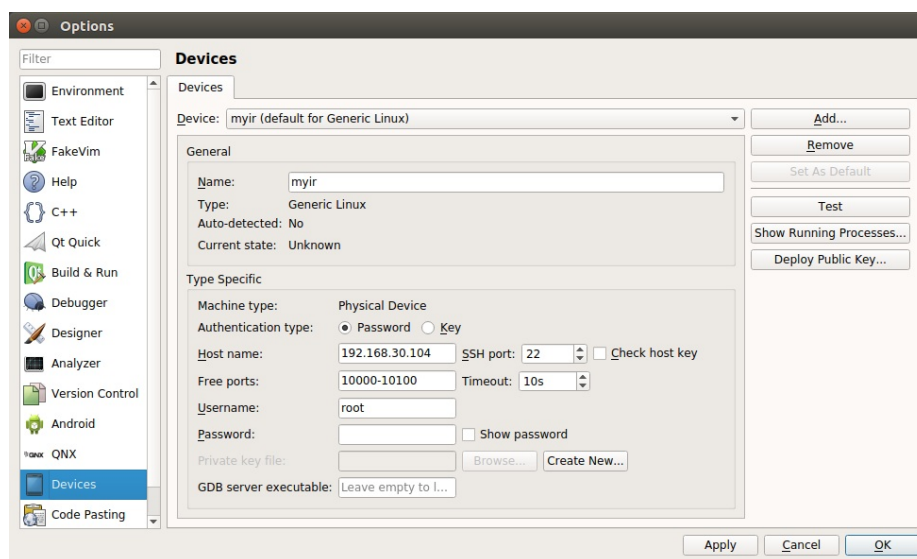 Options
Filter
Devices
Environment
Text Editor
FakeVim
Help
C++
Qt Quick
Build & Run
Debugger
Designer
Analyzer
Version Control
Android
QNX
QNX
Devices
Code Pasting
Devices
Device: myir (default for Generic Linux)
General
Name: myir
Type: Generic Linux
Auto-detected: No
Current state: Unknown
Type Specific
Machine type: Physical Device
Authentication type: Password Key
Host name: 192.168.30.104 SSH port: 22 Check host key
Free ports: 10000-10100 Timeout: 10s
Username: root
Password: Show password
Private key file: Browse... Create New...
GDB server executable: Leave empty to l...
Add...
Remove
Set As Default
Test
Show Running Processes...
Deploy Public Key...
Apply Cancel OK